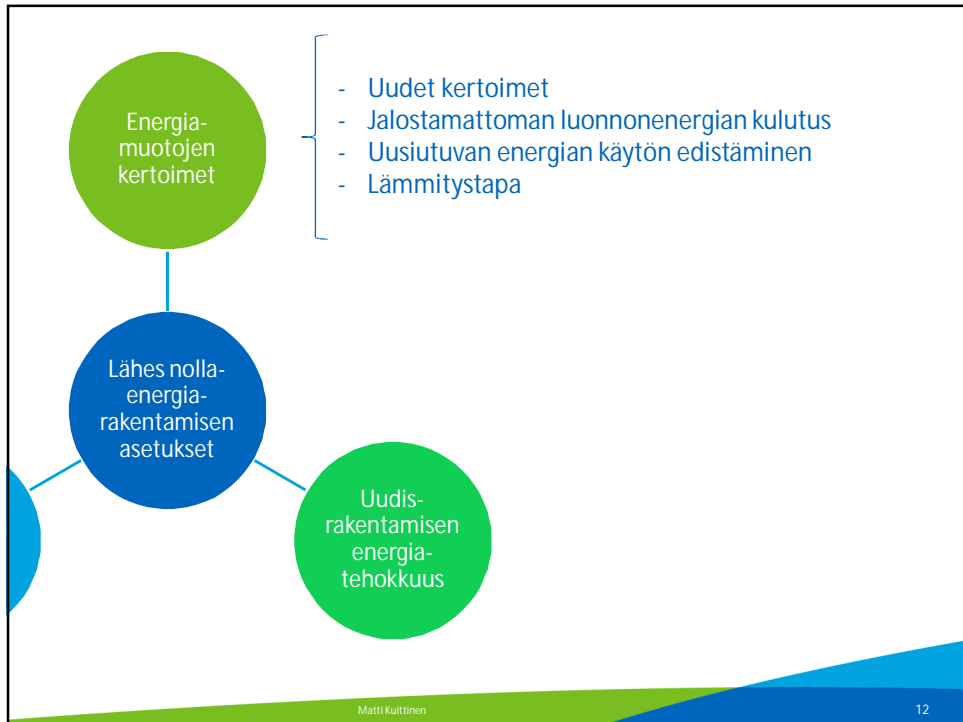 Energia-
muotojen
kertoimet
- Uudet kertoimet
- Jalostamattoman luonnonenergian kulutus
- Uusiutuvan energian käytön edistäminen
- Lämmitystapa
Lähes nolla-
energia-
rakentamisen
asetukset
Uudis-
rakentamisen
energia-
tehokkuus
Matti Kuittinen
12